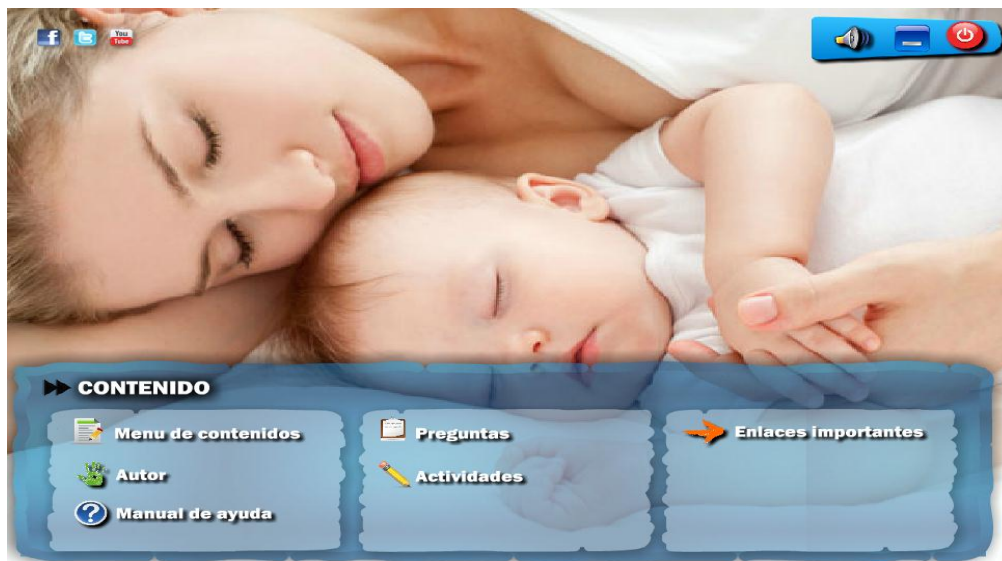 You
Tube
CONTENIDO
Menu de contenidos
Autor
Manual de ayuda
Preguntas
Actividades
Enlaces importantes